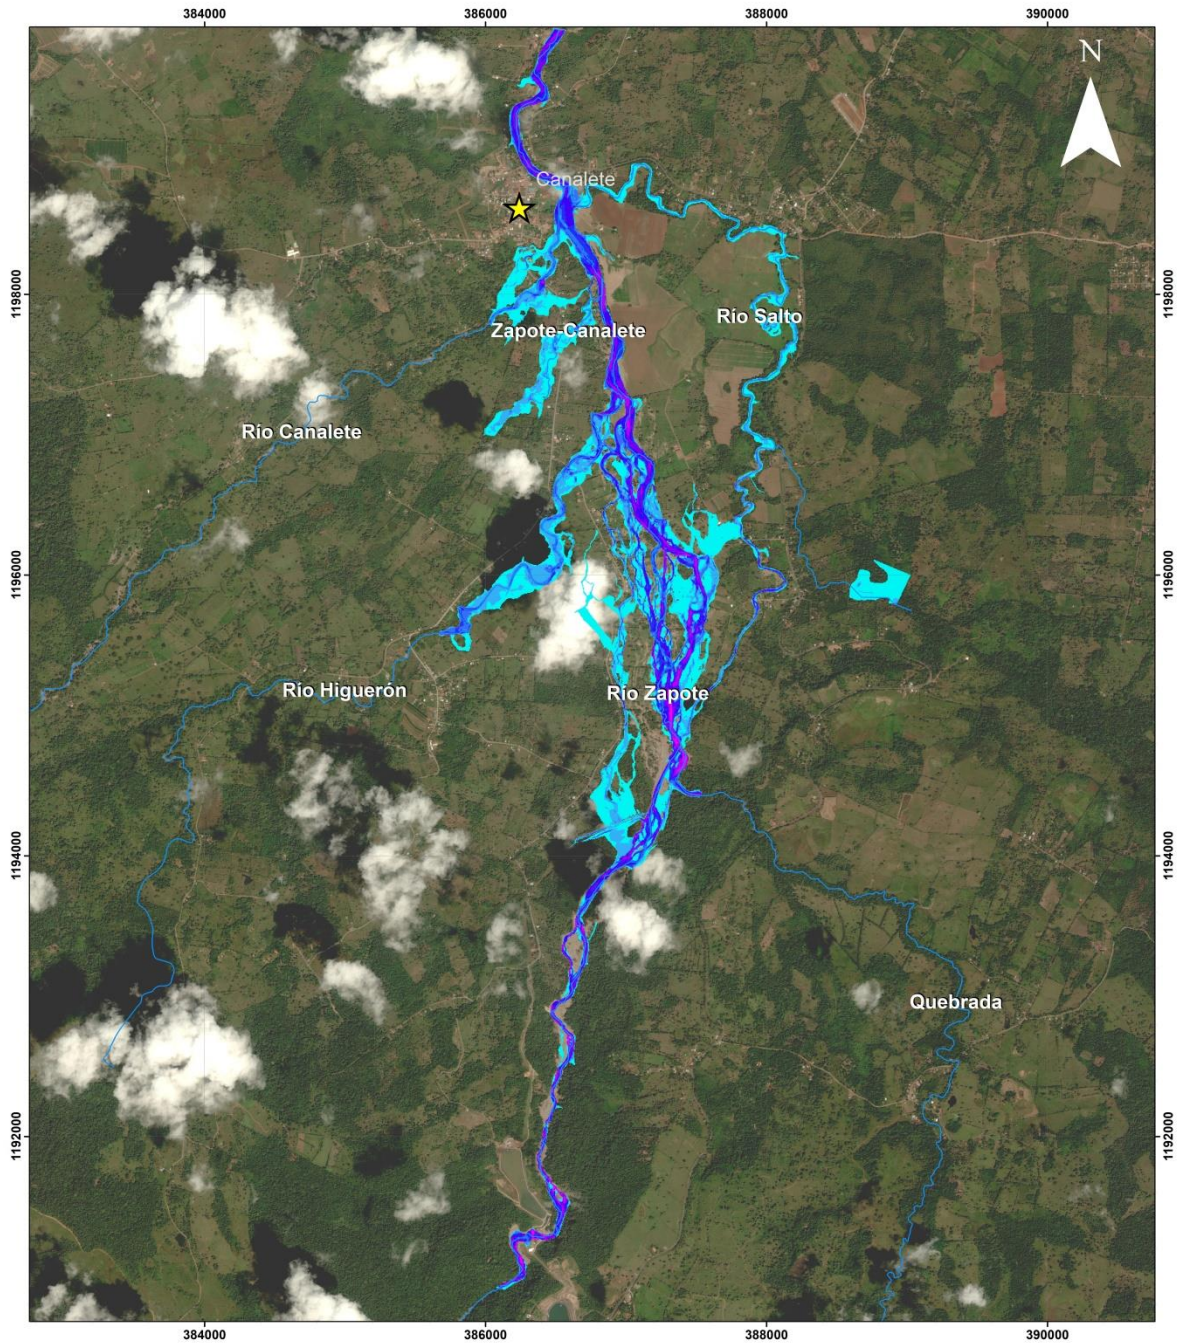 384000
386000
388000
390000
N
Canalete
1198000
1198000
Río Salto
Zapote-Canalete
Río Canalete
1196000
1196000
Río Higuerón
Río Zapote
1194000
1194000
Quebrada
1192000
1192000
384000
386000
388000
390000